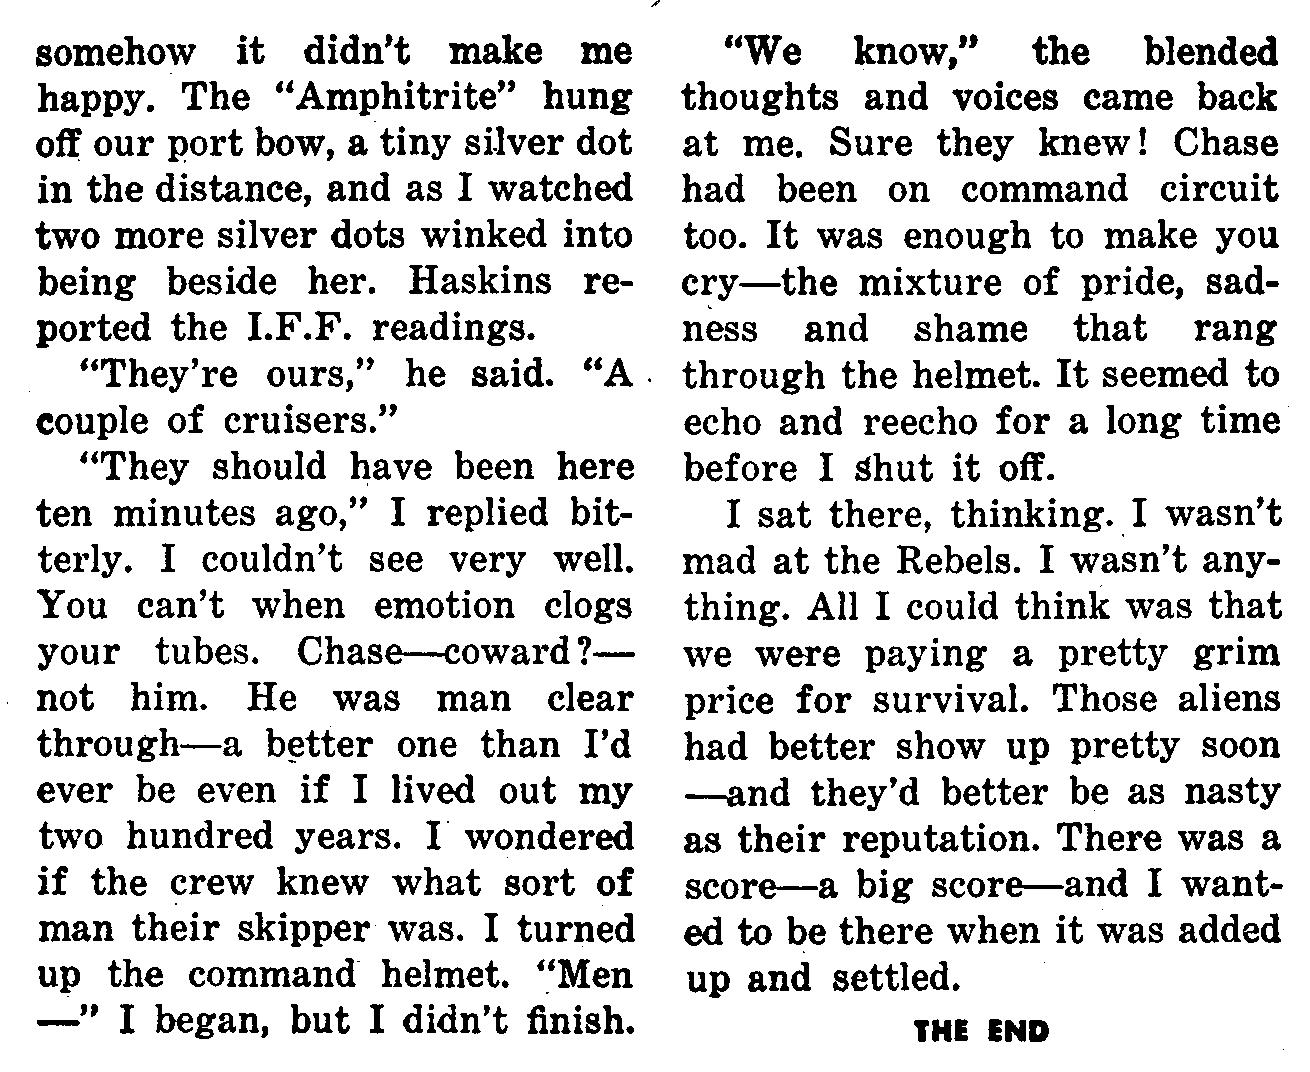 somehow it didn't make me
happy. The “Amphitrite” hung
off our port bow, a tiny silver dot
in the distance, and as I watched
two more silver dots winked into
being beside her. Haskins re-
ported the I.F.F. readings.
“They're ours,” he said. “A
couple of cruisers.”
“They should have been here
ten minutes ago,” I replied bit-
terly. I couldn't see very well.
You can't when emotion clogs
your tubes. Chase—coward?—
not him. He was man clear
through—a better one than I'd
ever be even if I lived out my
two hundred years. I wondered
if the crew knew what sort of
man their skipper was. I turned
up the command helmet. “Men
—” I began, but I didn't finish.
“We know,” the blended
thoughts and voices came back
at me. Sure they knew! Chase
had been on command circuit
too. It was enough to make you
cry—the mixture of pride, sad-
ness and shame that rang
through the helmet. It seemed to
echo and reecho for a long time
before I shut it off.
I sat there, thinking. I wasn't
mad at the Rebels. I wasn't any-
thing. All I could think was that
we were paying a pretty grim
price for survival. Those aliens
had better show up pretty soon
—and they'd better be as nasty
as their reputation. There was a
score—a big score—and I want-
ed to be there when it was added
up and settled.
THE END